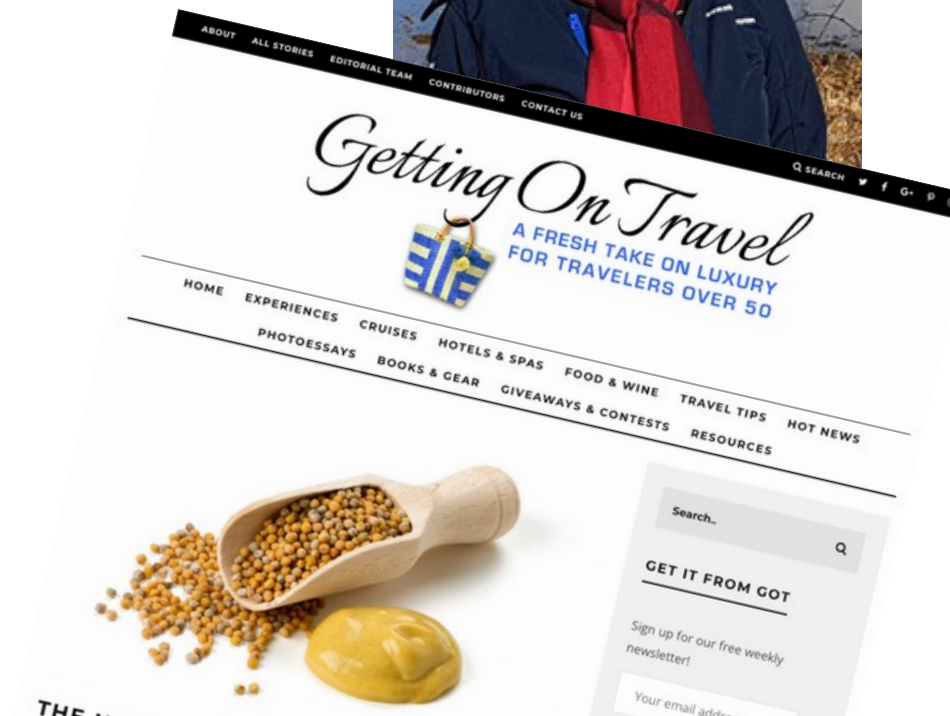 ABOUT ALL STORIES EDITORIAL TEAM CONTRIBUTORS CONTACT US
SEARCH
Getting On Travel
A FRESH TAKE ON LUXURY
FOR TRAVELERS OVER 50
HOME EXPERIENCES CRUISES HOTELS & SPAS FOOD & WINE TRAVEL TIPS HOT NEWS
PHOTOESSAYS BOOKS & GEAR GIVEAWAYS & CONTESTS RESOURCES
Search..
GET IT FROM GOT
Sign up for our free weekly
newsletter!
Your email
THE